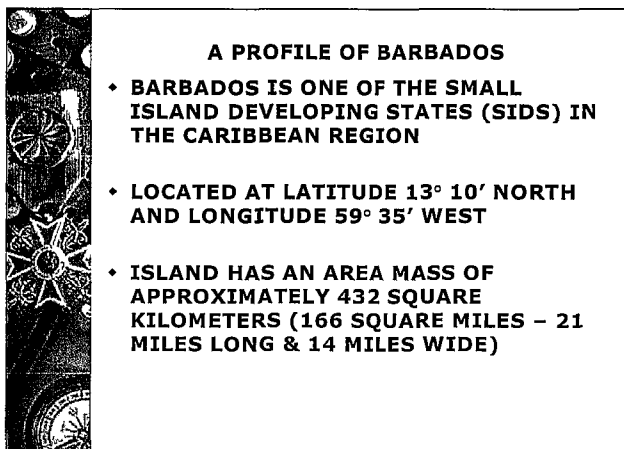 A PROFILE OF BARBADOS
◆ BARBADOS IS ONE OF THE SMALL
ISLAND DEVELOPING STATES (SIDS) IN
THE CARIBBEAN REGION
◆ LOCATED AT LATITUDE 13° 10′ NORTH
AND LONGITUDE 59° 35′ WEST
◆ ISLAND HAS AN AREA MASS OF
APPROXIMATELY 432 SQUARE
KILOMETERS (166 SQUARE MILES – 21
MILES LONG & 14 MILES WIDE)